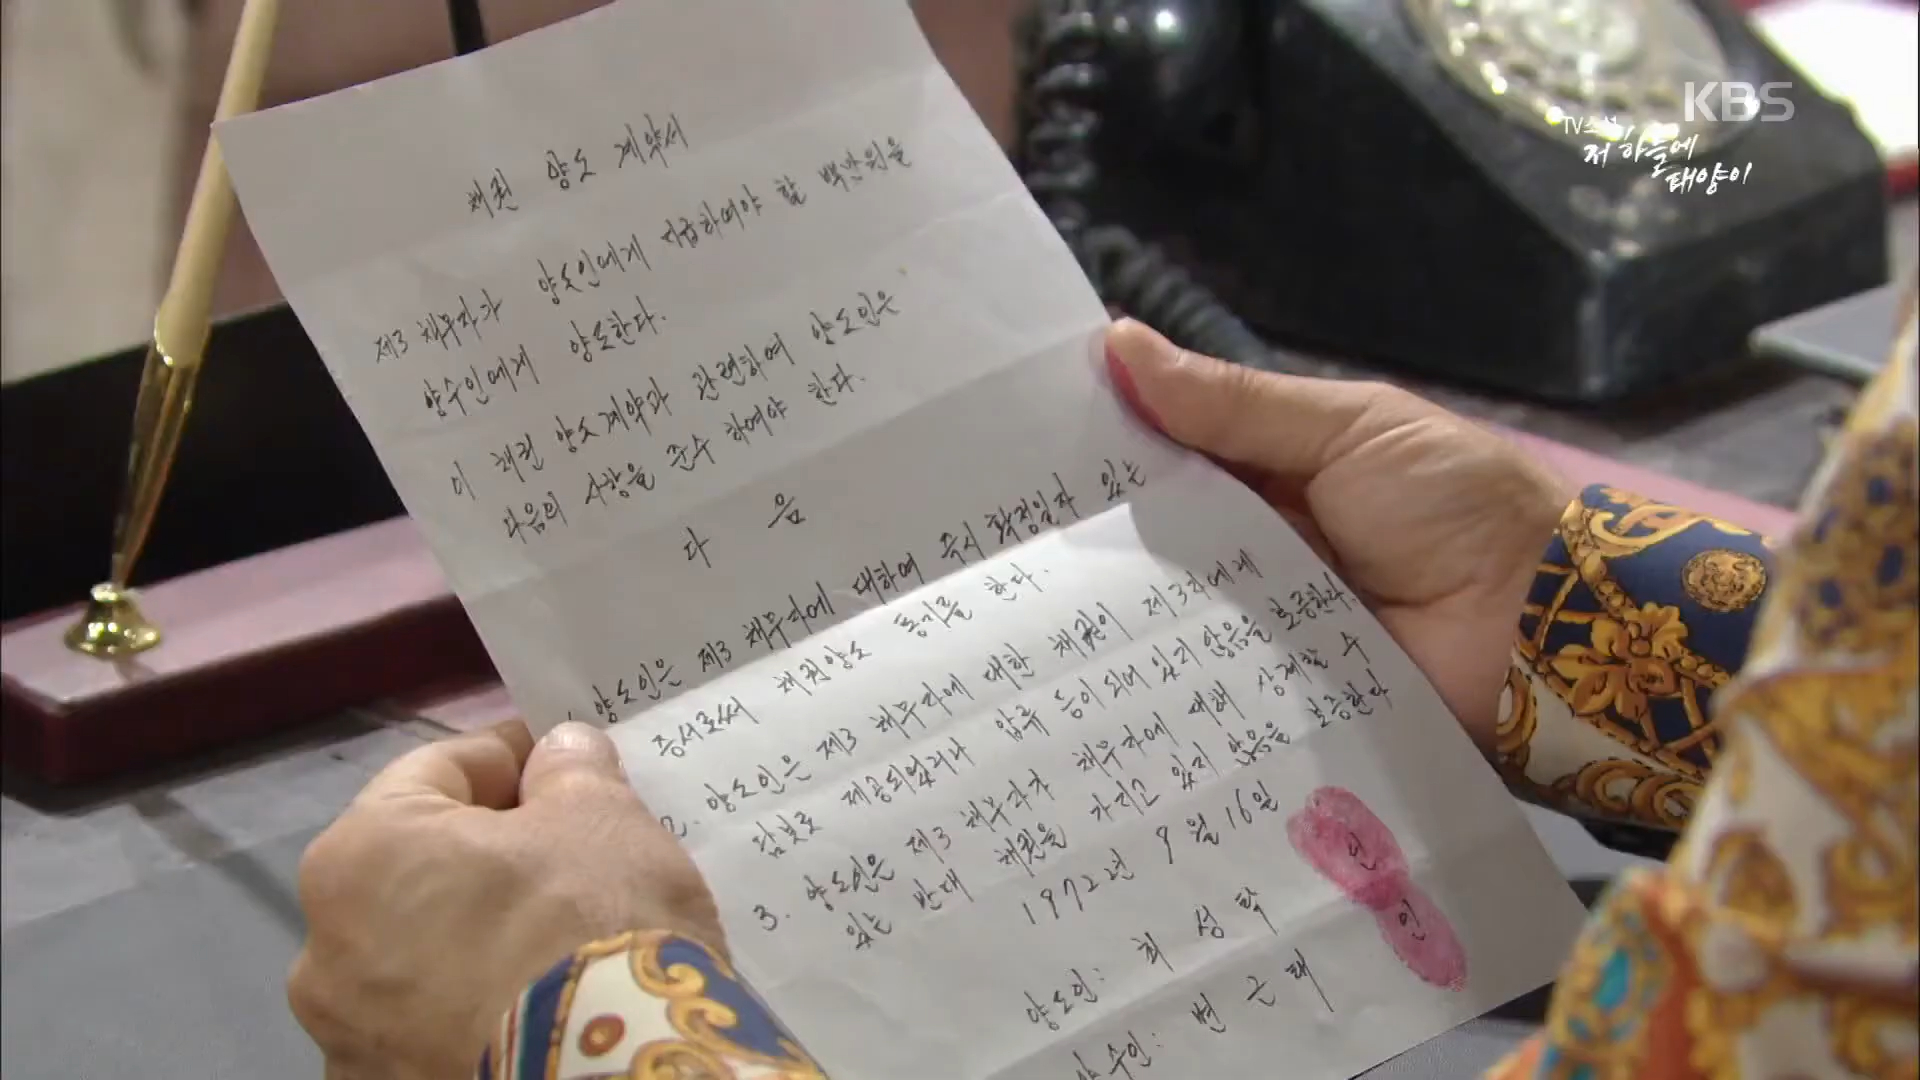 KBS
TV소설
저 하늘에
태양이
채권 양도 계약서
제3 채무자가 양도인에게 지급하여야 할 백만원을
양수인에게 양도한다.
이 채권 양도계약과 관련하여 양도인은
다음의 사항을 준수 하여야 한다.
다 음
양도인은 제3 채무자에 대하여 즉시 확정일자 있는
증서로써 채권양도 통지를 한다.
2. 양도인은 제3 채무자에 대한 채권이 제3자에게
담보로 제공되었거나 압류 등이 되어 있지 않음을 보증한다.
3. 양도인은 제3 채무자가 채무자에 대해 상계할 수
있는 반대 채권을 가지고 있지 않음을 보증한다
1972년 9월 16일
양도인: 최 성 락 인
양수인: 변 근 태 인